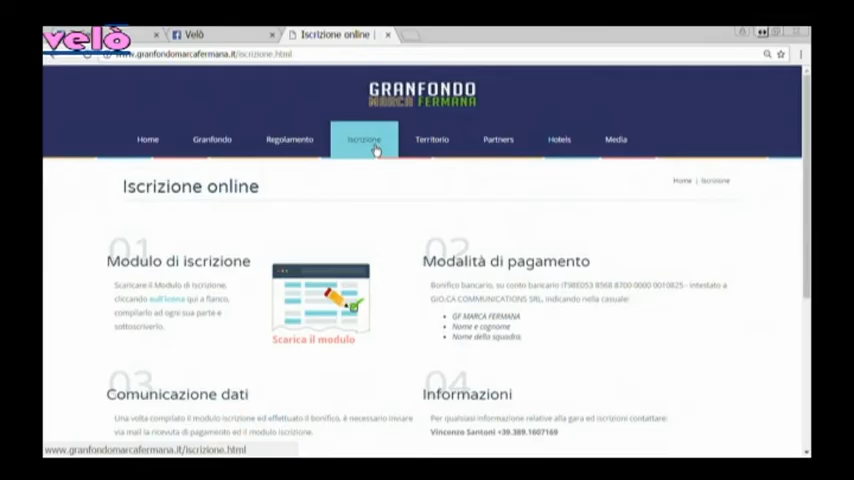 velò
Velò
Iscrizione online |
www.granfondomarcafermana.it/iscrizione.html
GRANFONDO
MARCA FERMANA
Home Granfondo Regolamento Iscrizione Territorio Partners Hotels Media
Iscrizione online
Home | Iscrizione
01
Modulo di iscrizione
Scaricare il Modulo di Iscrizione,
cliccando sull'icona qui a fianco,
compilarlo ad ogni sua parte e
sottoscriverlo.
Scarica il modulo
02
Modalità di pagamento
Bonifico bancario, su conto bancario 8568 8700 0000 0010825 - intestato a
GIO.CA COMMUNICATIONS SRL, indicando nella casuale:
GF MARCA FERMANA
Nome e cognome
Nome della squadra.
03
Comunicazione dati
Una volta compilato il modulo iscrizione ed effettuato il bonifico, è necessario inviare
via mail la ricevuta di pagamento ed il modulo iscrizione.
04
Informazioni
Per qualsiasi informazione relative alla gara ed iscrizioni contattare:
Vincenzo Santoni +39.389.1607169
www.granfondomarcafermana.it/iscrizione.html